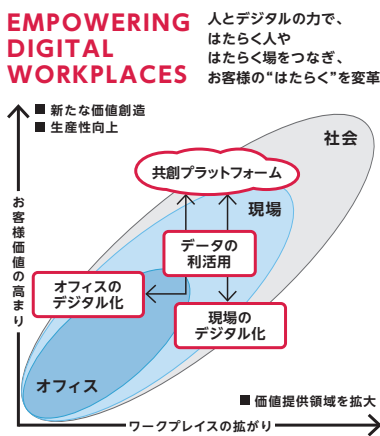 EMPOWERING
DIGITAL
WORKPLACES
人とデジタルの力で、
はたらく人や
はたらく場をつなぎ、
お客様の“はたらく”を変革
■ 新たな価値創造
■ 生産性向上
お客様価値の高まり
社会
共創プラットフォーム
現場
データの
利活用
オフィスの
デジタル化
現場の
デジタル化
オフィス
■ 価値提供領域を拡大
ワークプレイスの拡がり